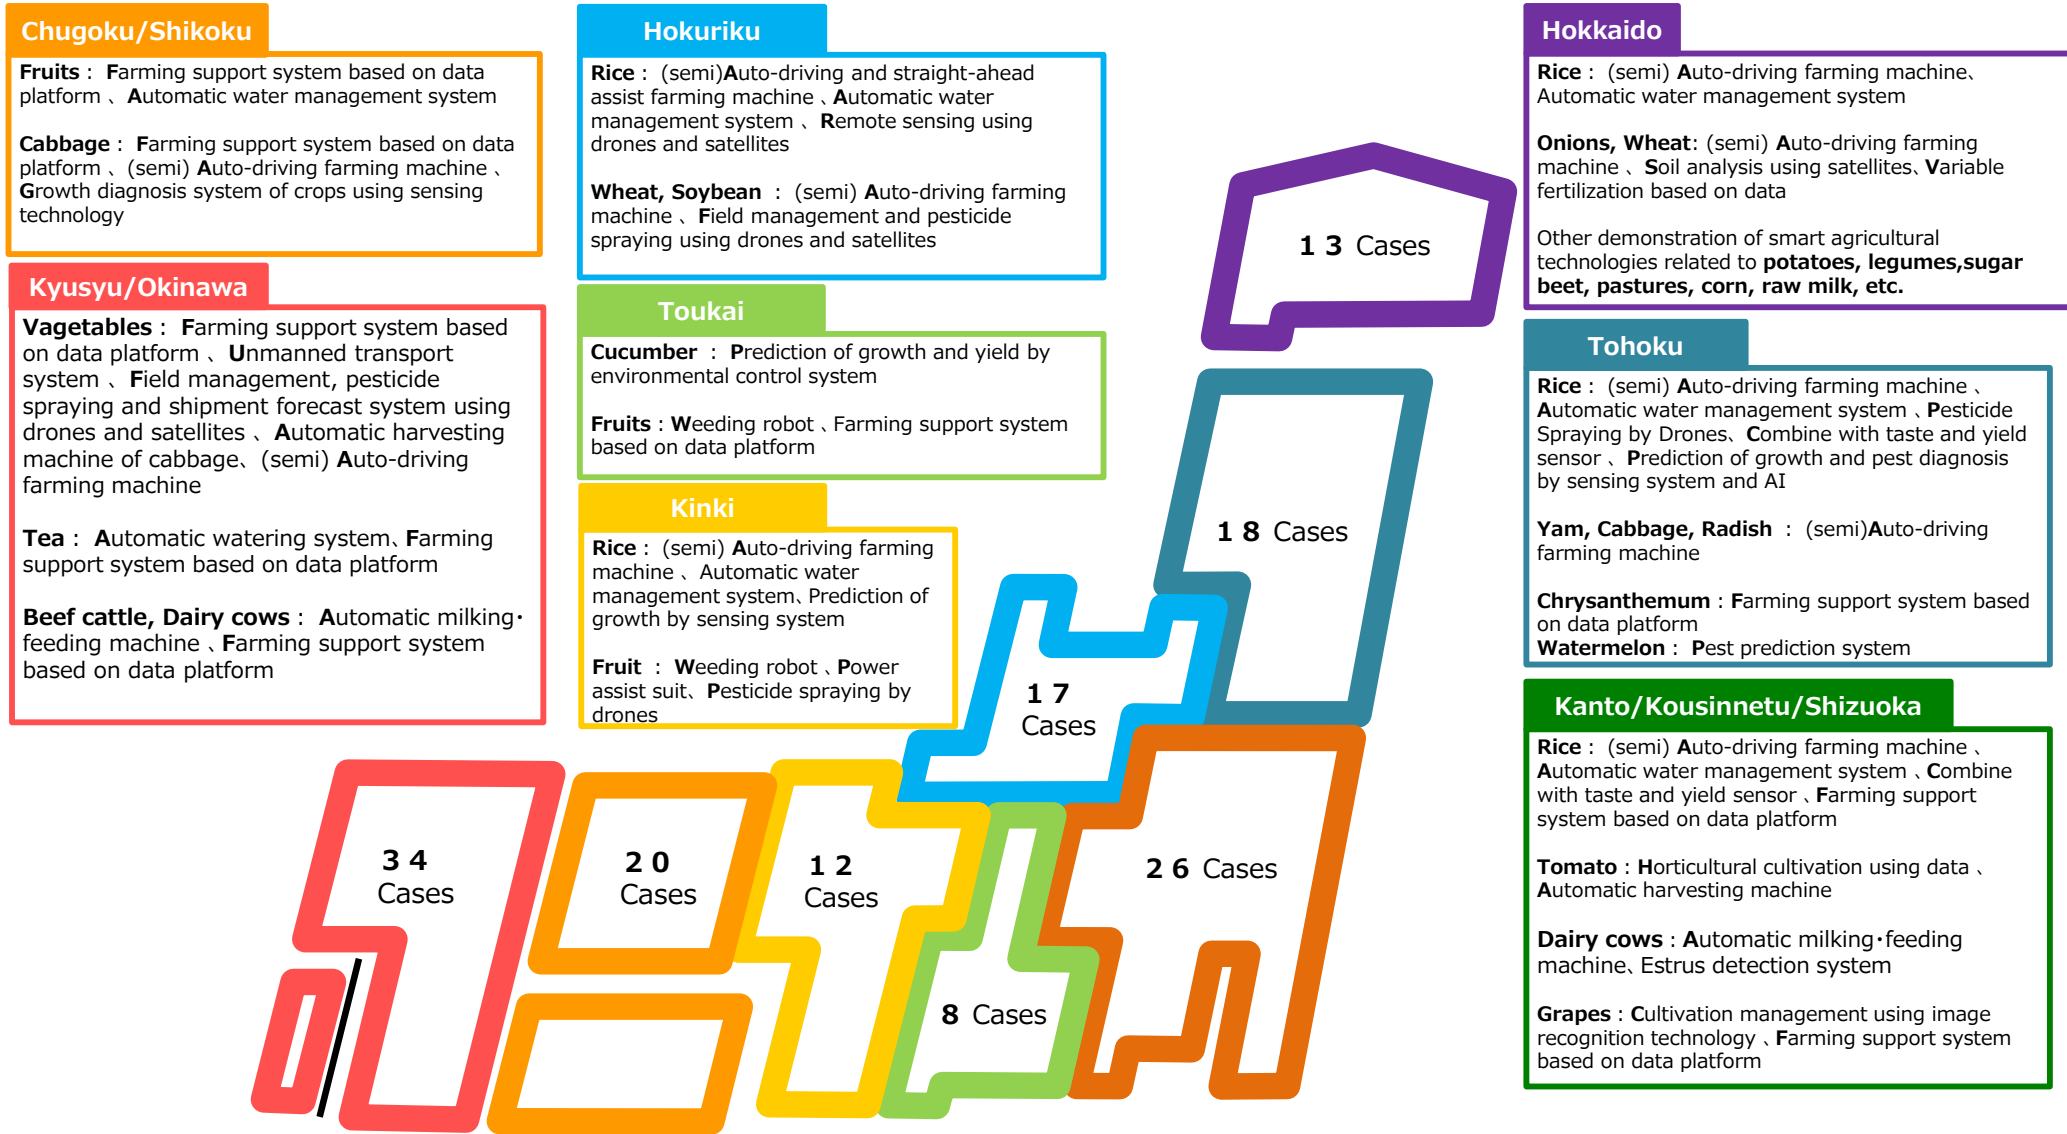 Chugoku/Shikoku
Fruits : Farming support system based on data
platform 、Automatic water management system
Cabbage : Farming support system based on data
platform 、(semi) Auto-driving farming machine 、
Growth diagnosis system of crops using sensing
technology
Kyusyu/Okinawa
Vagetables : Farming support system based
on data platform 、Unmanned transport
system 、Field management, pesticide
spraying and shipment forecast system using
drones and satellites 、Automatic harvesting
machine of cabbage、(semi) Auto-driving
farming machine
Tea : Automatic watering system、Farming
support system based on data platform
Beef cattle, Dairy cows : Automatic milking・
feeding machine 、Farming support system
based on data platform
Hokuriku
Rice : (semi)Auto-driving and straight-ahead
assist farming machine 、Automatic water
management system 、Remote sensing using
drones and satellites
Wheat, Soybean : (semi) Auto-driving farming
machine 、Field management and pesticide
spraying using drones and satellites
Toukai
Cucumber : Prediction of growth and yield by
environmental control system
Fruits : Weeding robot 、Farming support system
based on data platform
Kinki
Rice : (semi) Auto-driving farming
machine 、Automatic water
management system、Prediction of
growth by sensing system
Fruit : Weeding robot 、Power
assist suit、Pesticide spraying by
drones
Hokkaido
Rice : (semi) Auto-driving farming machine、
Automatic water management system
Onions, Wheat: (semi) Auto-driving farming
machine 、Soil analysis using satellites、Variable
fertilization based on data
Other demonstration of smart agricultural
technologies related to potatoes, legumes,sugar
beet, pastures, corn, raw milk, etc.
Tohoku
Rice : (semi) Auto-driving farming machine 、
Automatic water management system 、Pesticide
Spraying by Drones、Combine with taste and yield
sensor 、Prediction of growth and pest diagnosis
by sensing system and AI
Yam, Cabbage, Radish : (semi)Auto-driving
farming machine
Chrysanthemum : Farming support system based
on data platform
Watermelon : Pest prediction system
Kanto/Kousinnetu/Shizuoka
Rice : (semi) Auto-driving farming machine 、
Automatic water management system 、Combine
with taste and yield sensor 、Farming support
system based on data platform
Tomato : Horticultural cultivation using data 、
Automatic harvesting machine
Dairy cows : Automatic milking・feeding
machine、Estrus detection system
Grapes : Cultivation management using image
recognition technology 、Farming support system
based on data platform
13 Cases
18 Cases
17
Cases
26 Cases
34
Cases
20
Cases
12
Cases
8 Cases